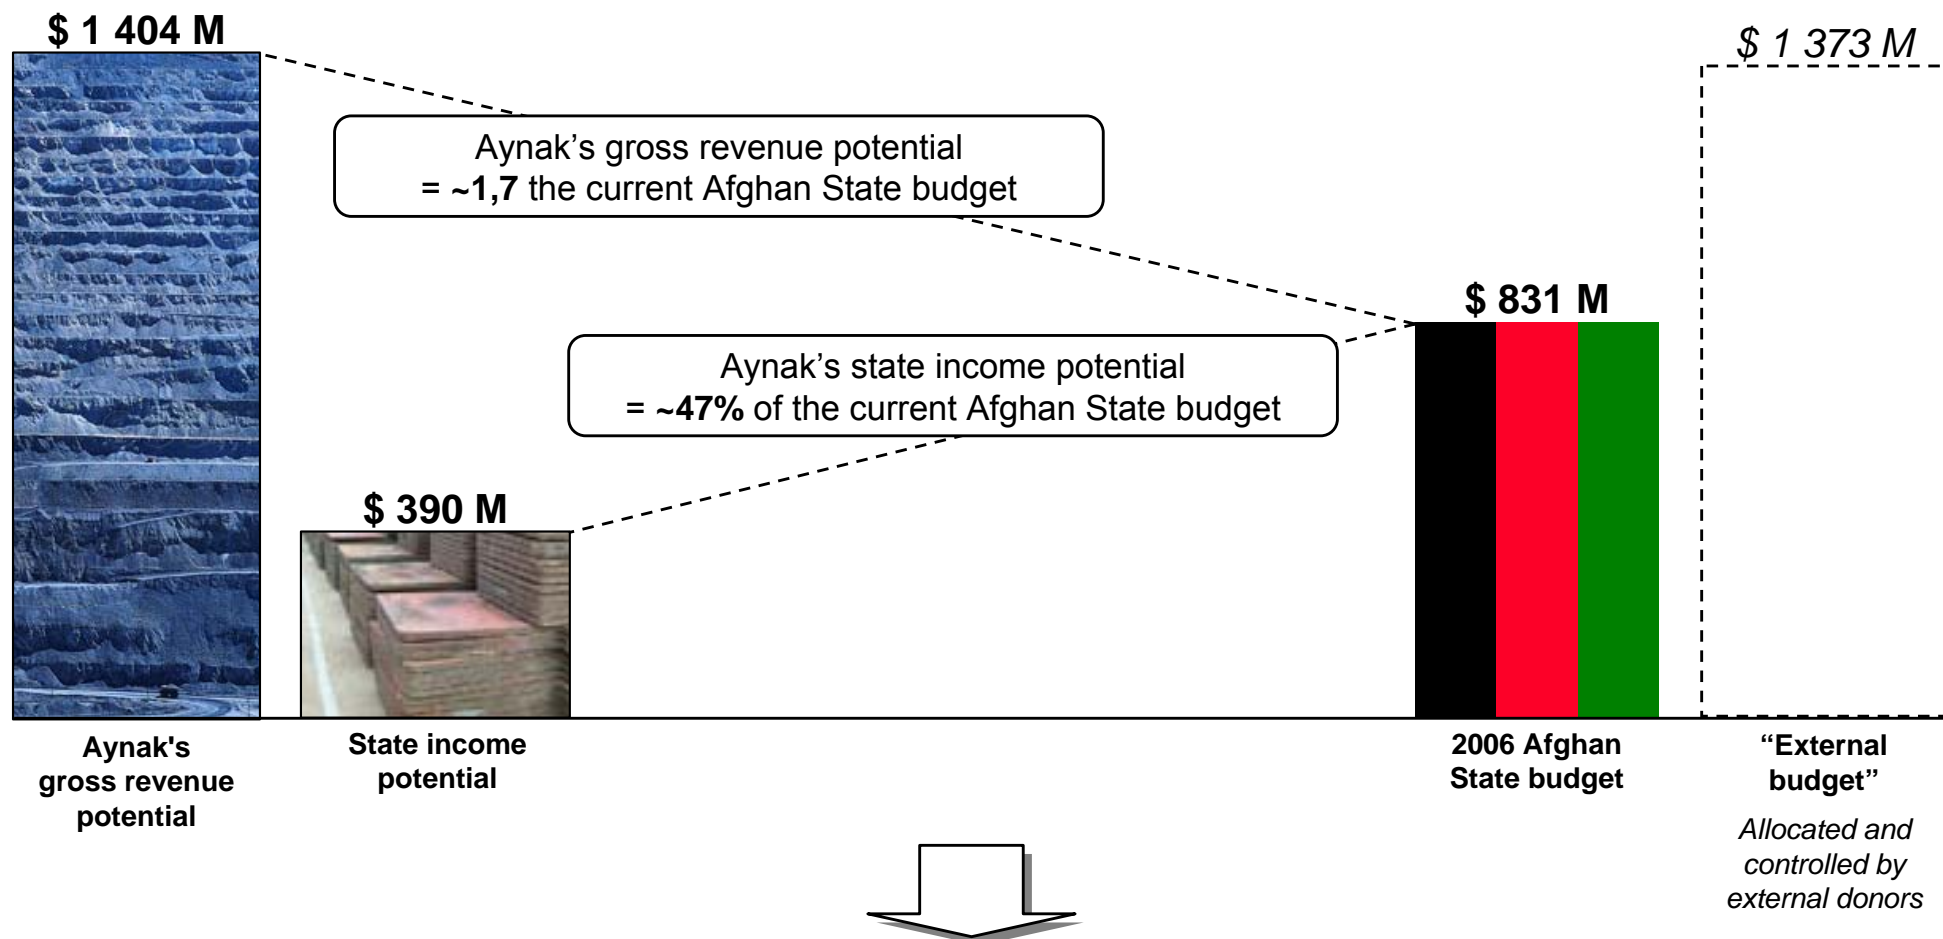 $ 1 404 M
$ 1 373 M
Aynak’s gross revenue potential
= ~1,7 the current Afghan State budget
$ 831 M
Aynak’s state income potential
= ~47% of the current Afghan State budget
$ 390 M
Aynak's
gross revenue
potential
State income
potential
2006 Afghan
State budget
“External
budget”
Allocated and
controlled by
external donors